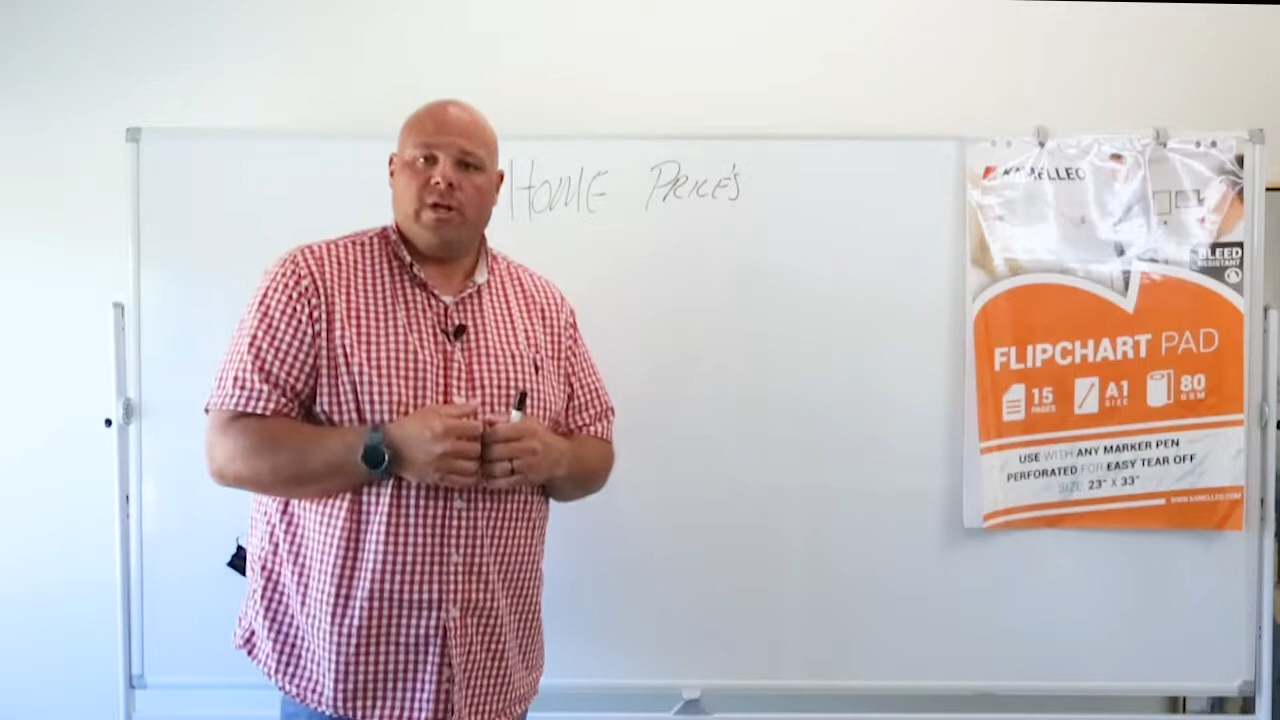 HOME PRICE'S
KAMELLEO
BLEED
RESISTANT
FLIPCHART PAD
15
PAGES
A1
SIZE
80
GSM
USE WITH ANY MARKER PEN
PERFORATED FOR EASY TEAR OFF
SIZE: 23" X 33"
WWW.KAMELLEO.COM